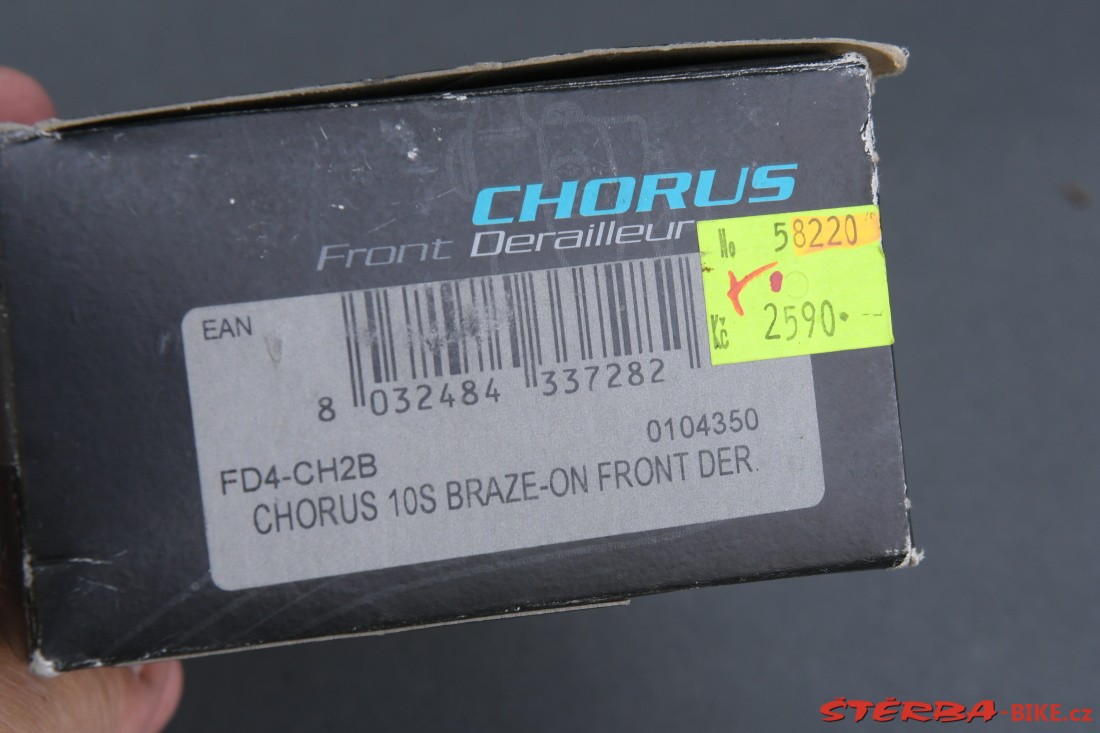 CHORUS
Front Derailleur
No 58220
Kč 2590.-
EAN
8 032484 337282
0104350
FD4-CH2B
CHORUS 10S BRAZE-ON FRONT DER.
ŠTĚRBA-BIKE.cz